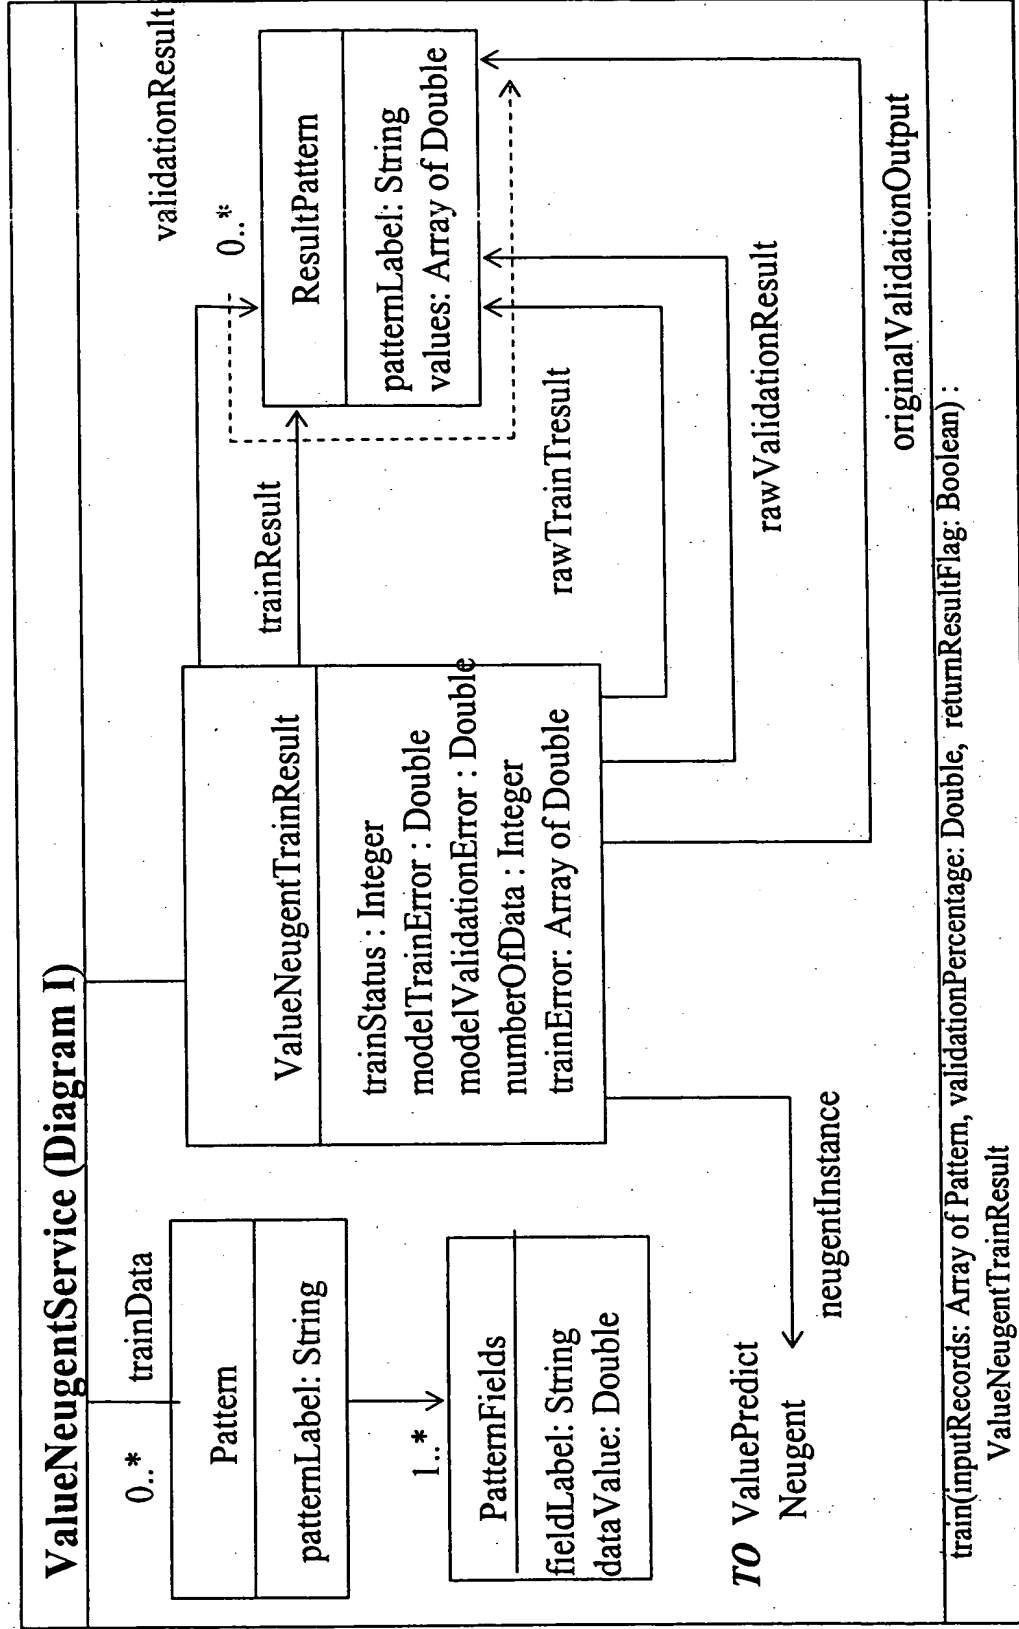 ValueNeugentService (Diagram I)
0..*
trainData
Pattern
patternLabel: String
1..*
PatternFields
fieldLabel: String
dataValue: Double
TO ValuePredict
Neugent
neugentInstance
ValueNeugentTrainResult
trainStatus : Integer
modelTrainError : Double
modelValidationError : Double
numberOfData : Integer
trainError: Array of Double
trainResult
validationResult
0..*
ResultPattern
patternLabel: String
values: Array of Double
rawTrainTresult
rawValidationResult
originalValidationOutput
train(inputRecords: Array of Pattern, validationPercentage: Double, returnResultFlag: Boolean) :
ValueNeugentTrainResult